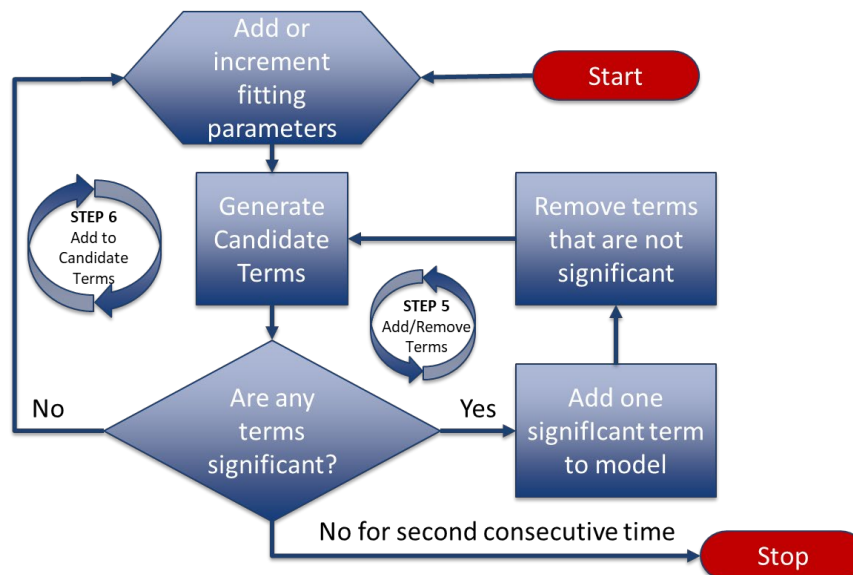 Add or
increment
fitting
parameters
Start
Generate
Candidate
Terms
Remove terms
that are not
significant
STEP 6
Add to
Candidate
Terms
STEP 5
Add/Remove
Terms
Are any
terms
significant?
No
Yes
Add one
signifIcant term
to model
No for second consecutive time
Stop